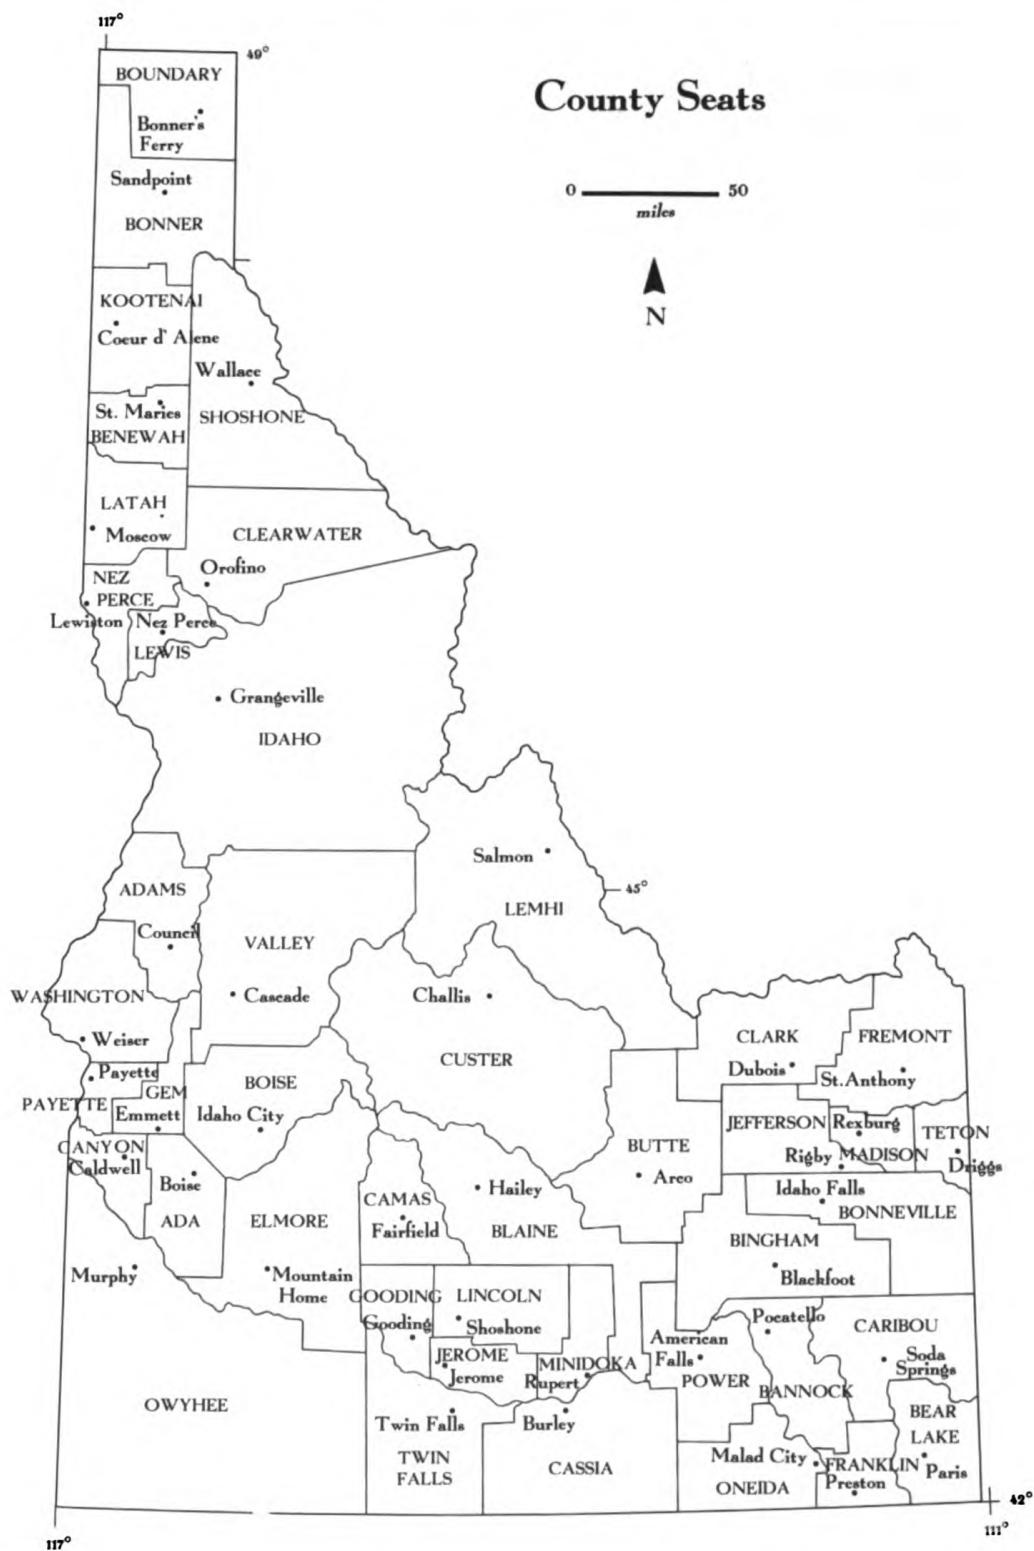 117°
49°
County Seats
BOUNDARY
Bonner's
Ferry
Sandpoint
BONNER
0 50
miles
N
KOOTENAI
Coeur d' Alene
Wallace
St. Maries
BENEWAH
SHOSHONE
LATAH
Moscow
CLEARWATER
Orofino
NEZ
PERCE
Lewiston
Nez Perce
LEWIS
Grangeville
IDAHO
Salmon
45°
LEMHI
ADAMS
Council
VALLEY
WASHINGTON
Cascade
Challis
Weiser
CUSTER
CLARK
Dubois
FREMONT
St. Anthony
Payette
PAYETTE
GEM
Emmett
BOISE
Idaho City
CANYON
Caldwell
Boise
ADA
ELMORE
CAMAS
Fairfield
Hailey
BLAINE
BUTTE
Arco
JEFFERSON
Rexburg
Rigby
MADISON
TETON
Driggs
Idaho Falls
BONNEVILLE
BINGHAM
Blackfoot
Murphy
Mountain
Home
GOODING
Gooding
LINCOLN
Shoshone
JEROME
Jerome
MINIDOKA
Rupert
American
Falls
POWER
Pocatello
BANNOCK
CARIBOU
Soda
Springs
OWYHEE
Twin Falls
TWIN
FALLS
Burley
CASSIA
Malad City
ONEIDA
FRANKLIN
Preston
BEAR
LAKE
Paris
42°
111°
117°